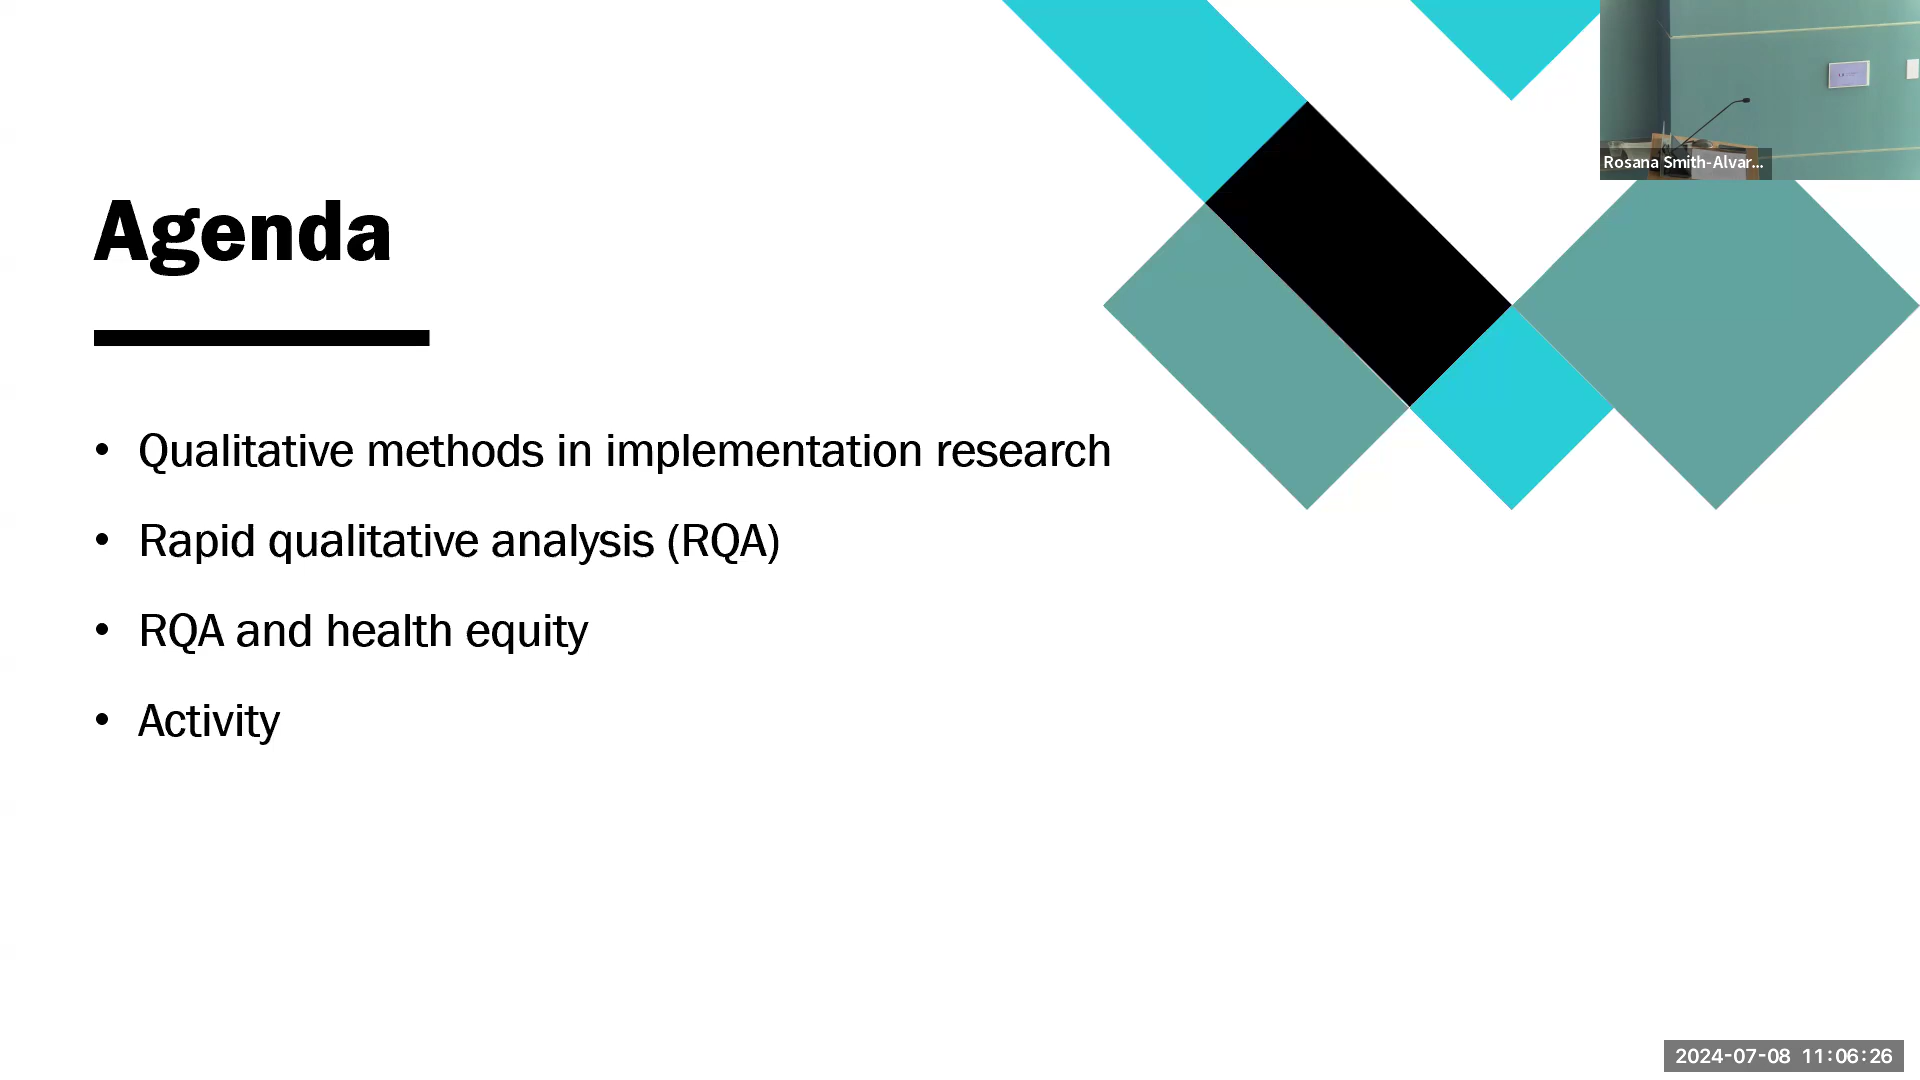 Rosana Smith-Alvar...
Agenda
• Qualitative methods in implementation research
• Rapid qualitative analysis (RQA)
• RQA and health equity
• Activity
2024-07-08 11:06:26